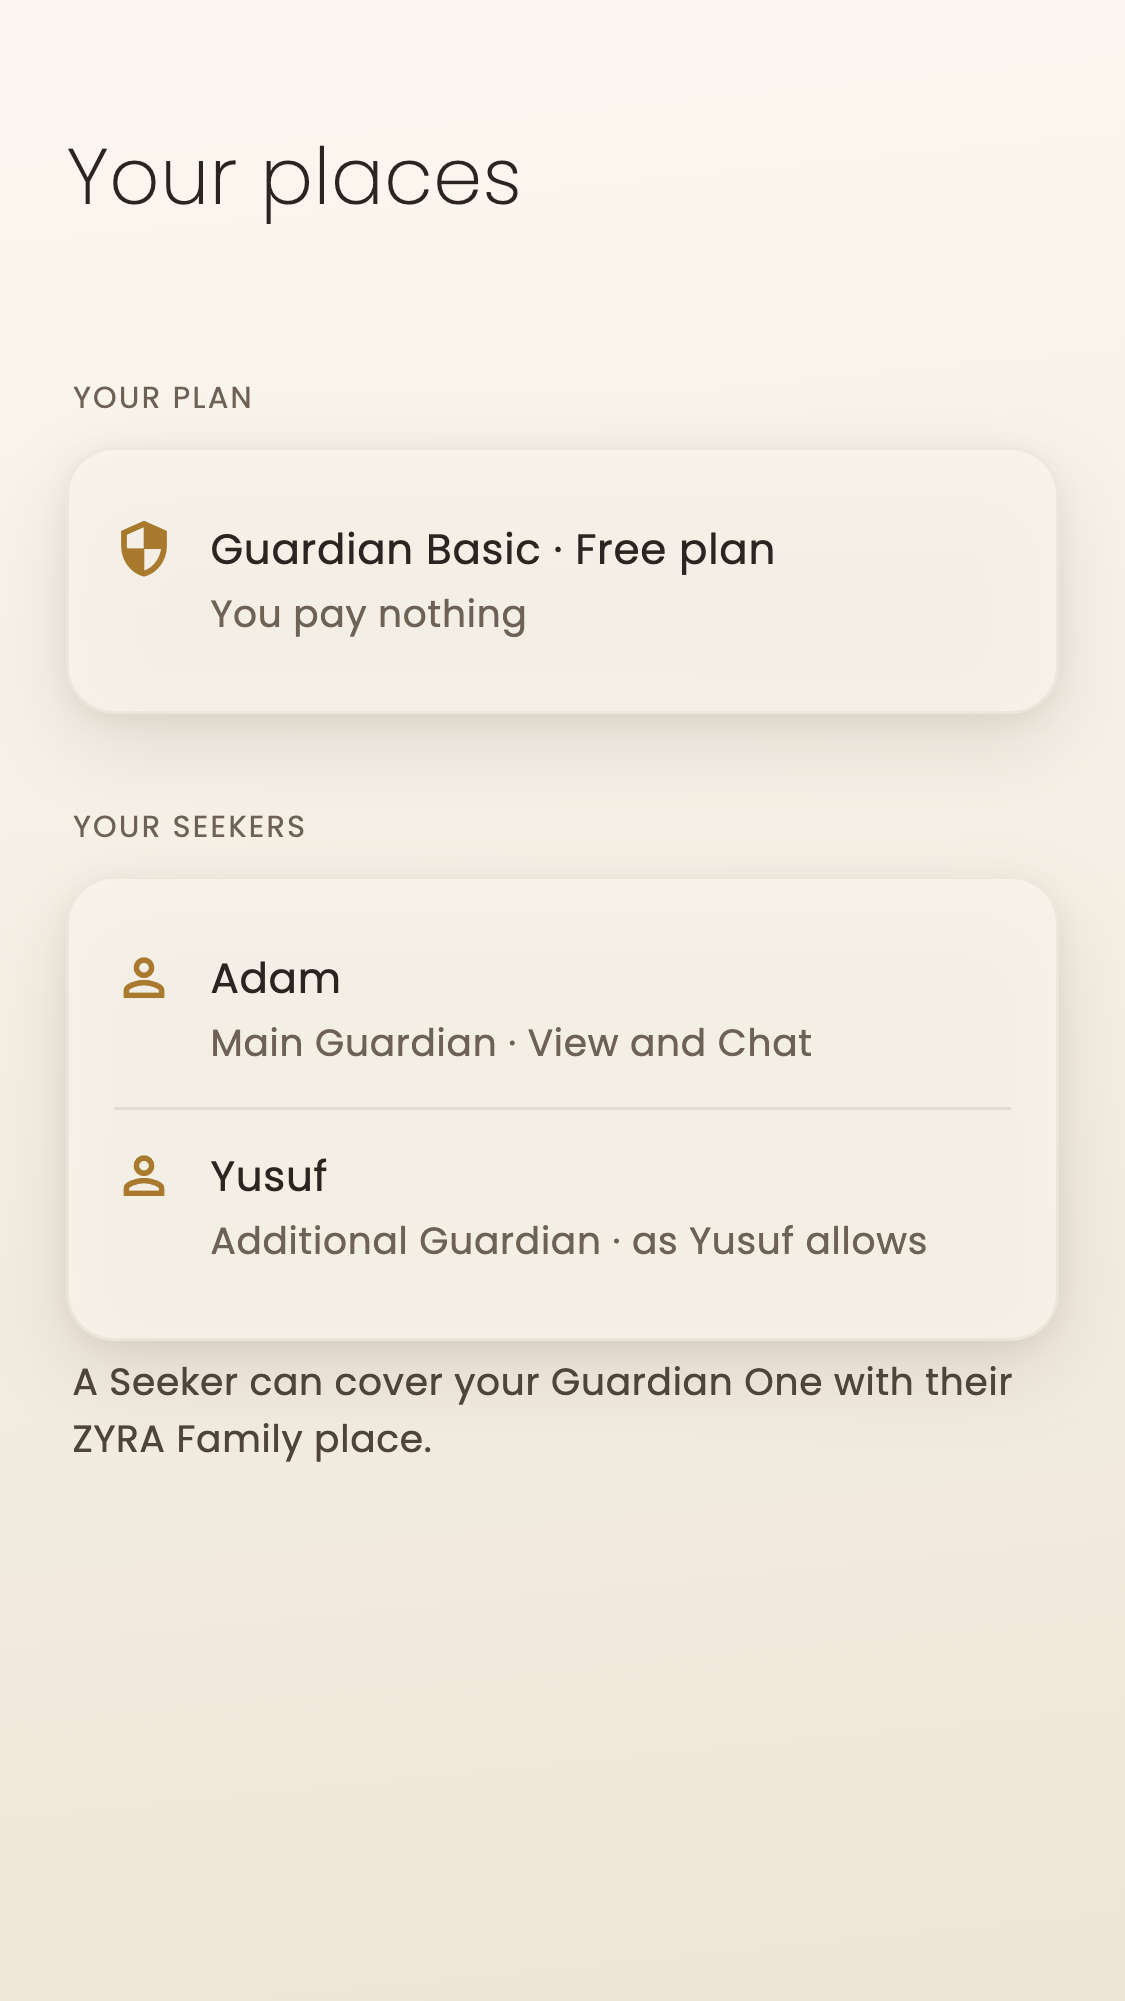 Your places
YOUR PLAN
Guardian Basic · Free plan
You pay nothing
YOUR SEEKERS
Adam
Main Guardian · View and Chat
Yusuf
Additional Guardian · as Yusuf allows
A Seeker can cover your Guardian One with their
ZYRA Family place.